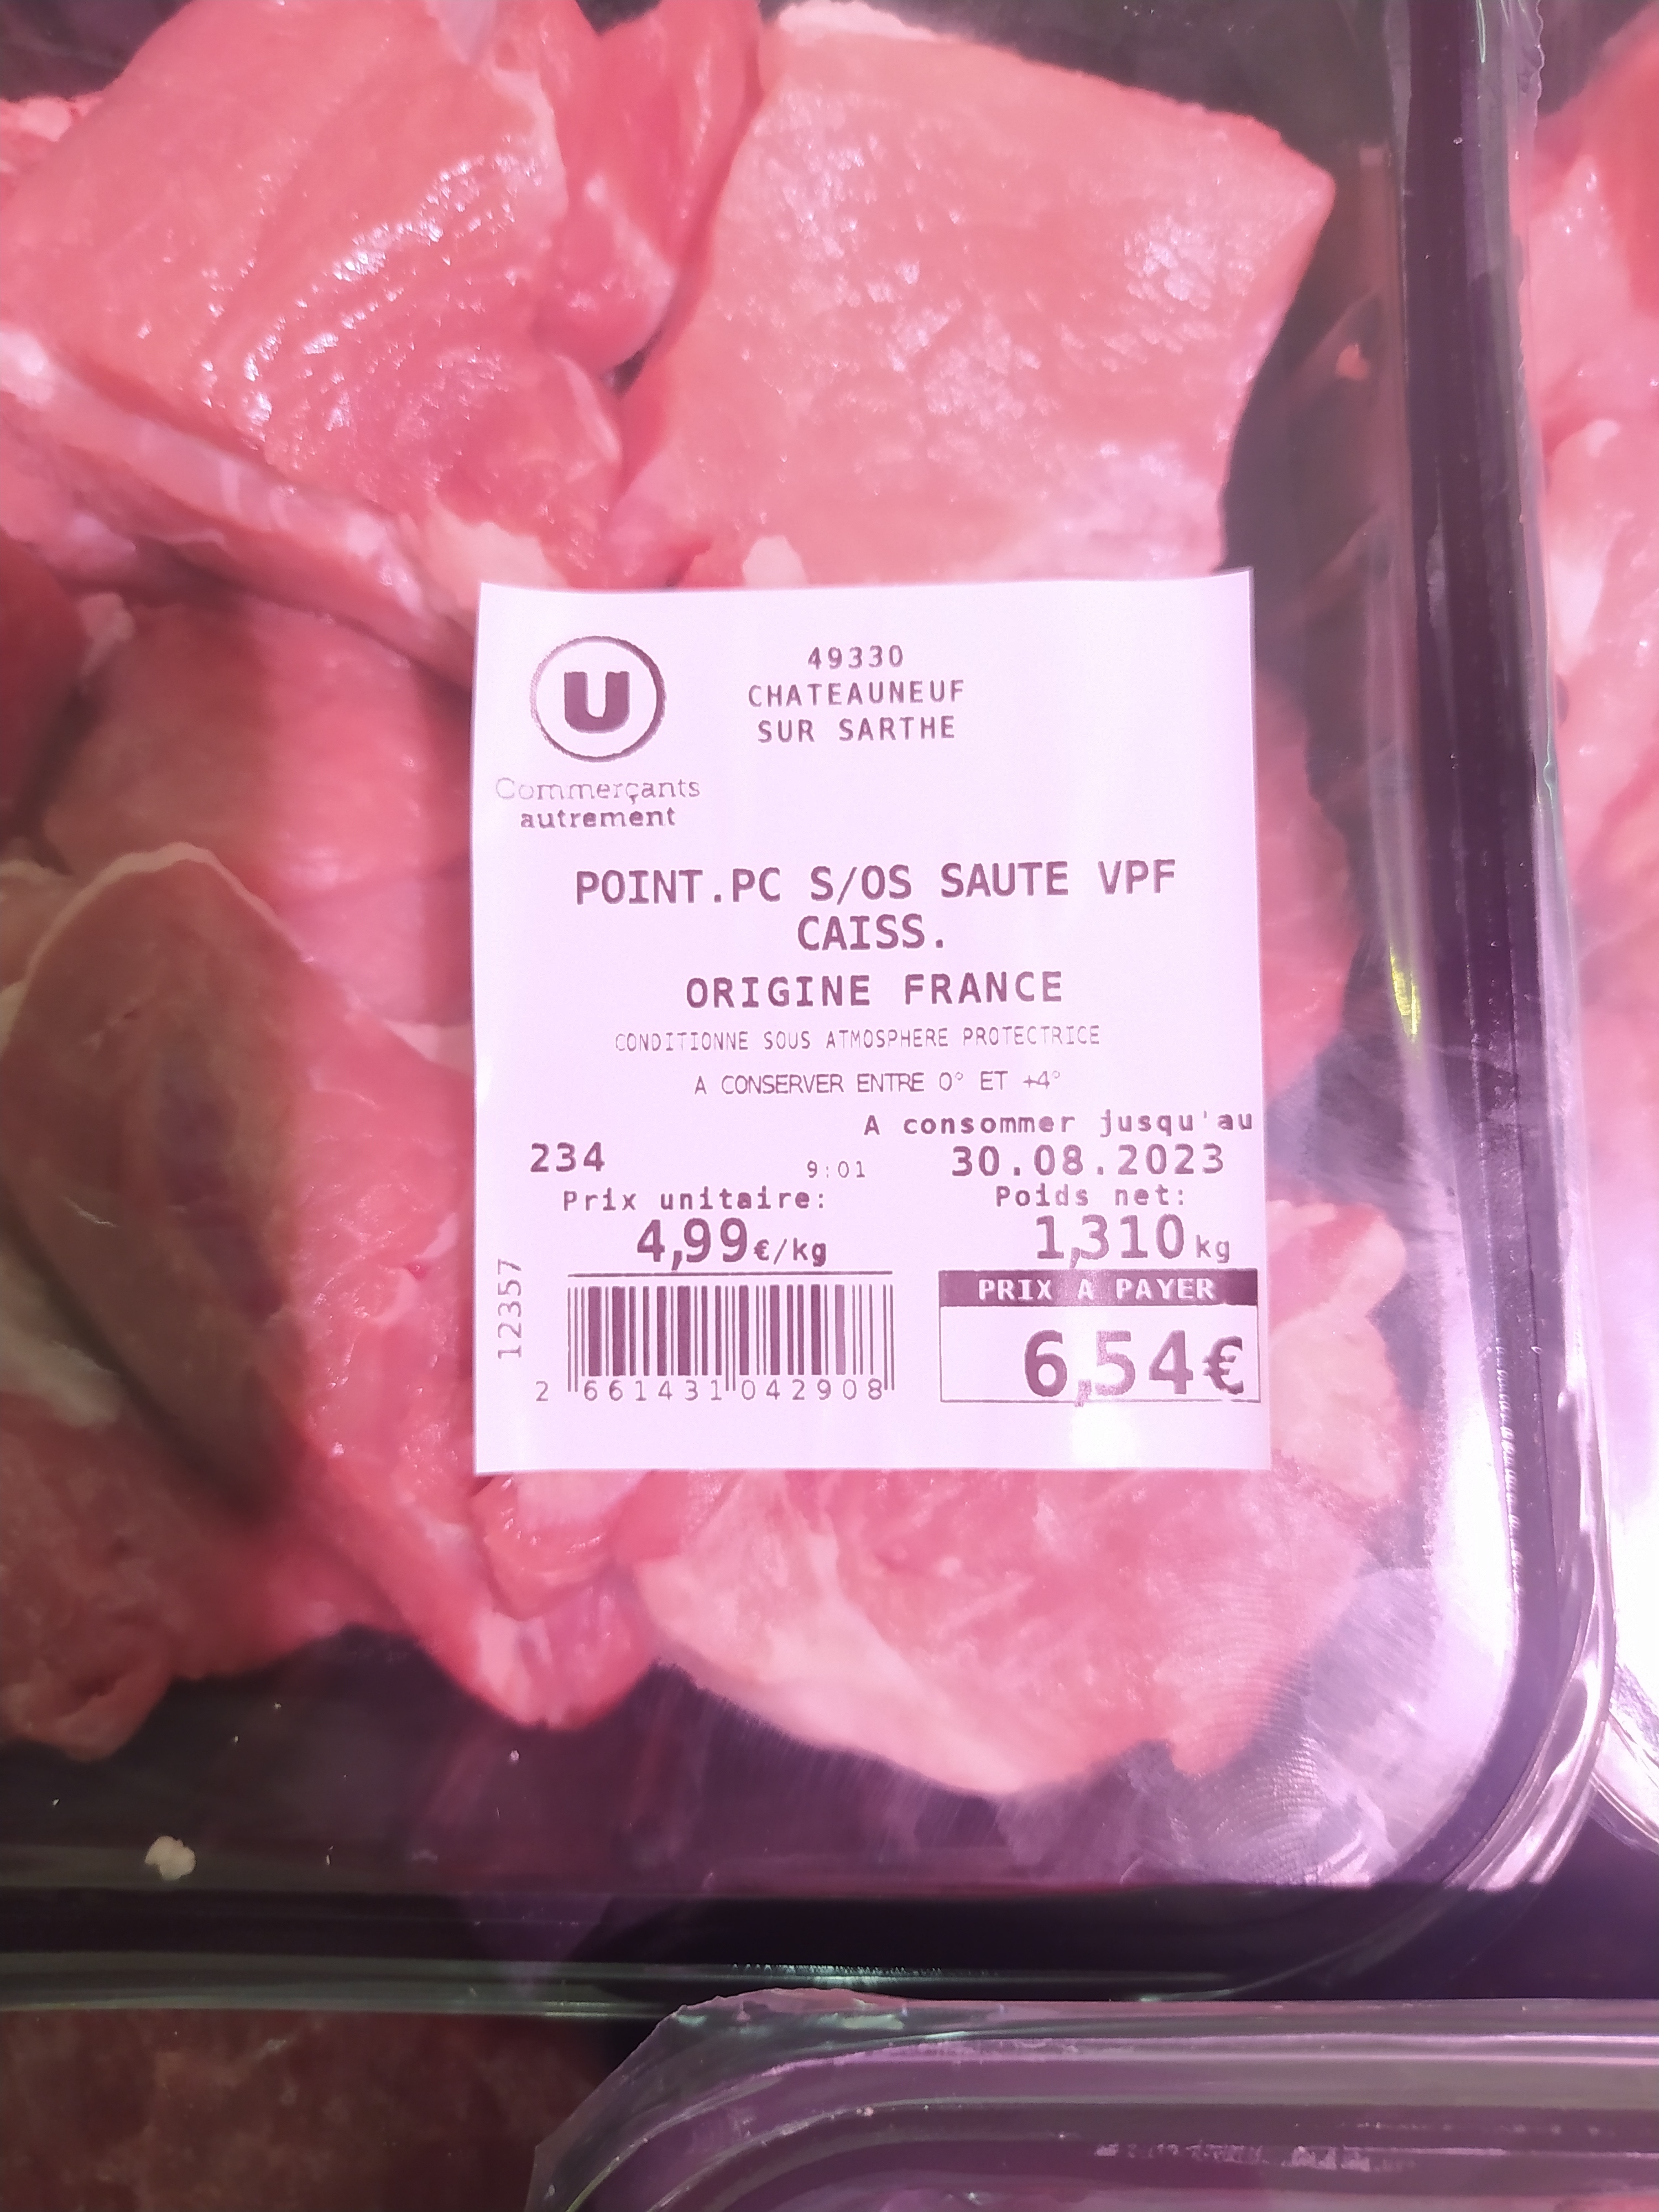 U
49330
CHATEAUNEUF
SUR SARTHE
Commerçants
autrement
POINT.PC S/OS SAUTE VPF
CAISS.
ORIGINE FRANCE
CONDITIONNE SOUS ATMOSPHERE PROTECTRICE
A CONSERVER ENTRE 0° ET +4°
A consommer jusqu'au
234 9:01 30.08.2023
Prix unitaire: Poids net:
4,99€/kg 1,310kg
12357
PRIX A PAYER
6,54€
2 661431 042908